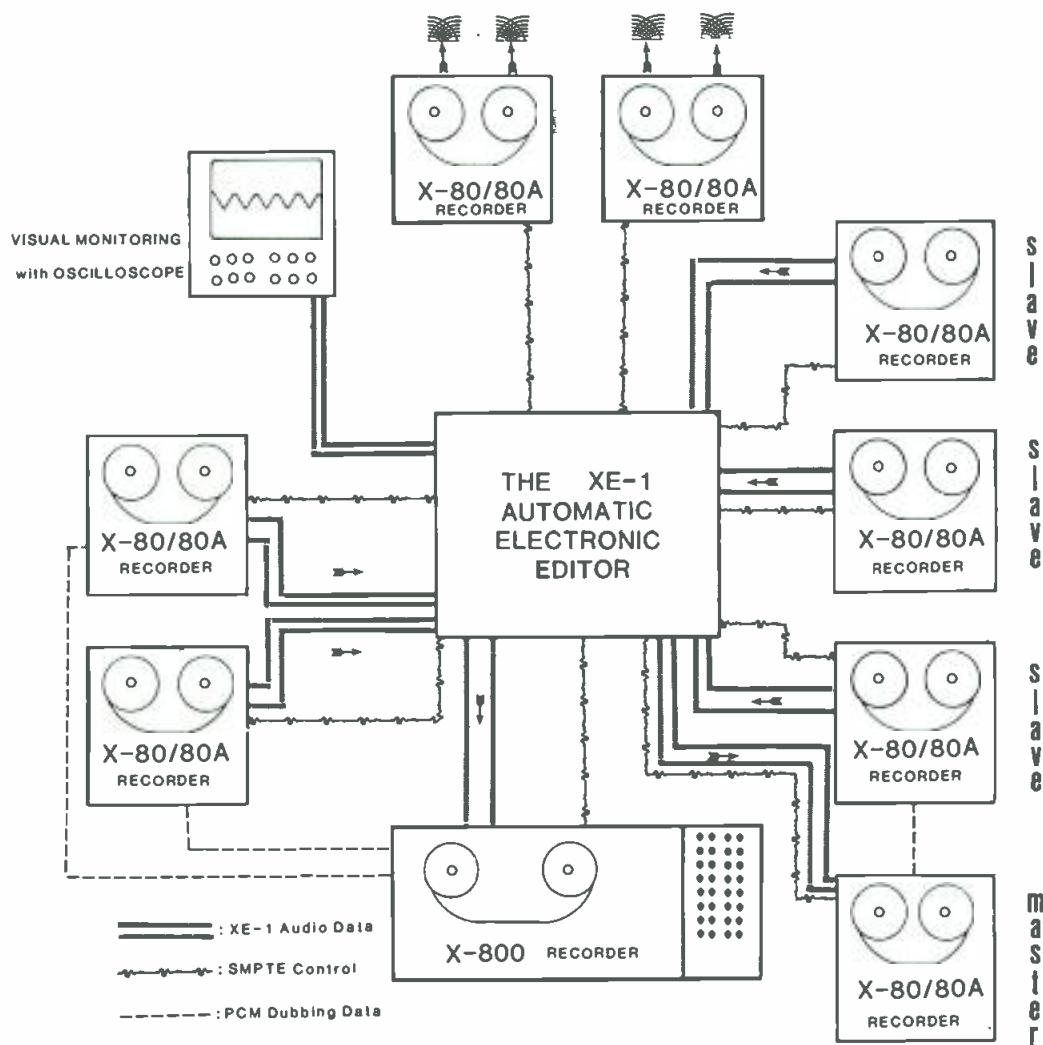 X-80/80A
RECORDER
X-80/80A
RECORDER
VISUAL MONITORING
with OSCILLOSCOPE
X-80/80A
RECORDER
slave
X-80/80A
RECORDER
THE XE-1
AUTOMATIC
ELECTRONIC
EDITOR
X-80/80A
RECORDER
slave
X-80/80A
RECORDER
X-80/80A
RECORDER
slave
X-800 RECORDER
X-80/80A
RECORDER
master
: XE-1 Audio Data
: SMPTE Control
: PCM Dubbing Data